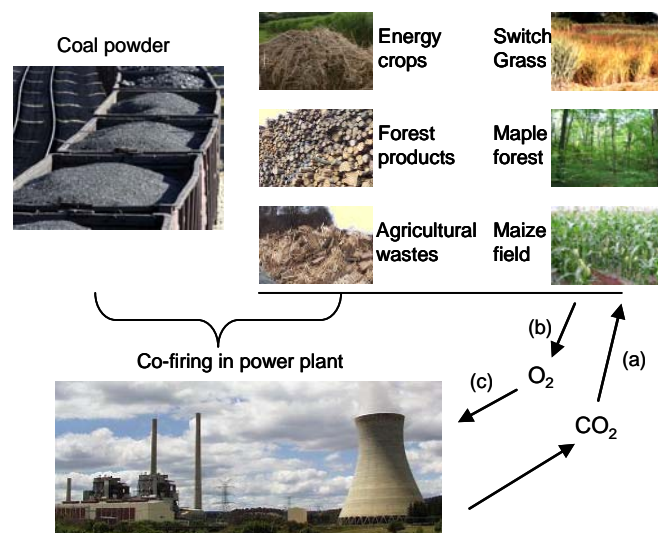 Coal powder
Energy
crops
Switch
Grass
Forest
products
Maple
forest
Agricultural
wastes
Maize
field
Co-firing in power plant
(b)
(a)
(c)
O2
CO2